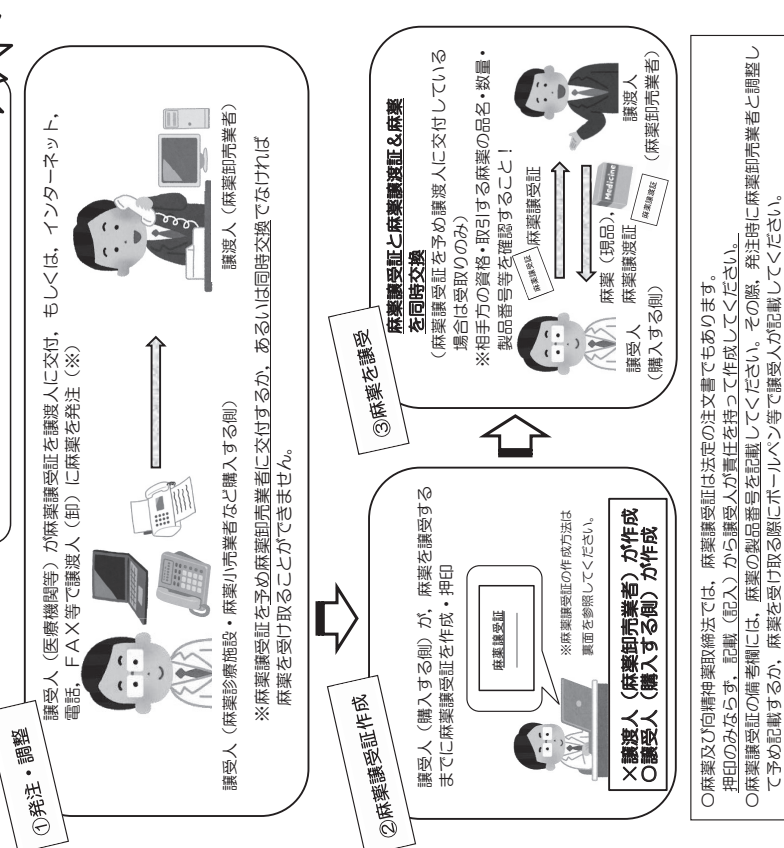 ①発注・調整
譲受人（医療機関等）が麻薬譲受証を譲渡人に交付，もしくは，インターネット，
電話，ＦＡＸ等で譲渡人（卸）に麻薬を発注（※）
譲受人（麻薬診療施設・麻薬小売業者など購入する側）
譲渡人（麻薬卸売業者）
※麻薬譲受証を予め麻薬卸売業者に交付するか，あるいは同時交換でなければ
麻薬を受け取ることができません。
②麻薬譲受証作成
譲受人（購入する側）が，麻薬を譲受する
までに麻薬譲受証を作成・押印
麻薬譲受証
※麻薬譲受証の作成方法は
裏面を参照してください。
×譲渡人（麻薬卸売業者）が作成
○譲受人（購入する側）が作成
③麻薬を譲受
麻薬譲受証と麻薬譲渡証＆麻薬
を同時交換
（麻薬譲受証を予め譲渡人に交付している
場合は受取りのみ）
※相手方の資格・取引する麻薬の品名・数量・
製品番号等を確認すること！
麻薬譲受証
麻薬譲受証
麻薬（現品），
麻薬譲渡証
Medicine
麻薬譲渡証
譲受人
（購入する側）
譲渡人
（麻薬卸売業者）
○麻薬及び向精神薬取締法では，麻薬譲受証は法定の注文書でもあります。
押印のみならず，記載（記入）から譲受人が責任を持って作成してください。
○麻薬譲受証の備考欄には，麻薬の製品番号を記載してください。その際，発注時に麻薬卸売業者と調整し
て予め記載するか，麻薬を受け取る際にボールペン等で譲受人が記載してください。